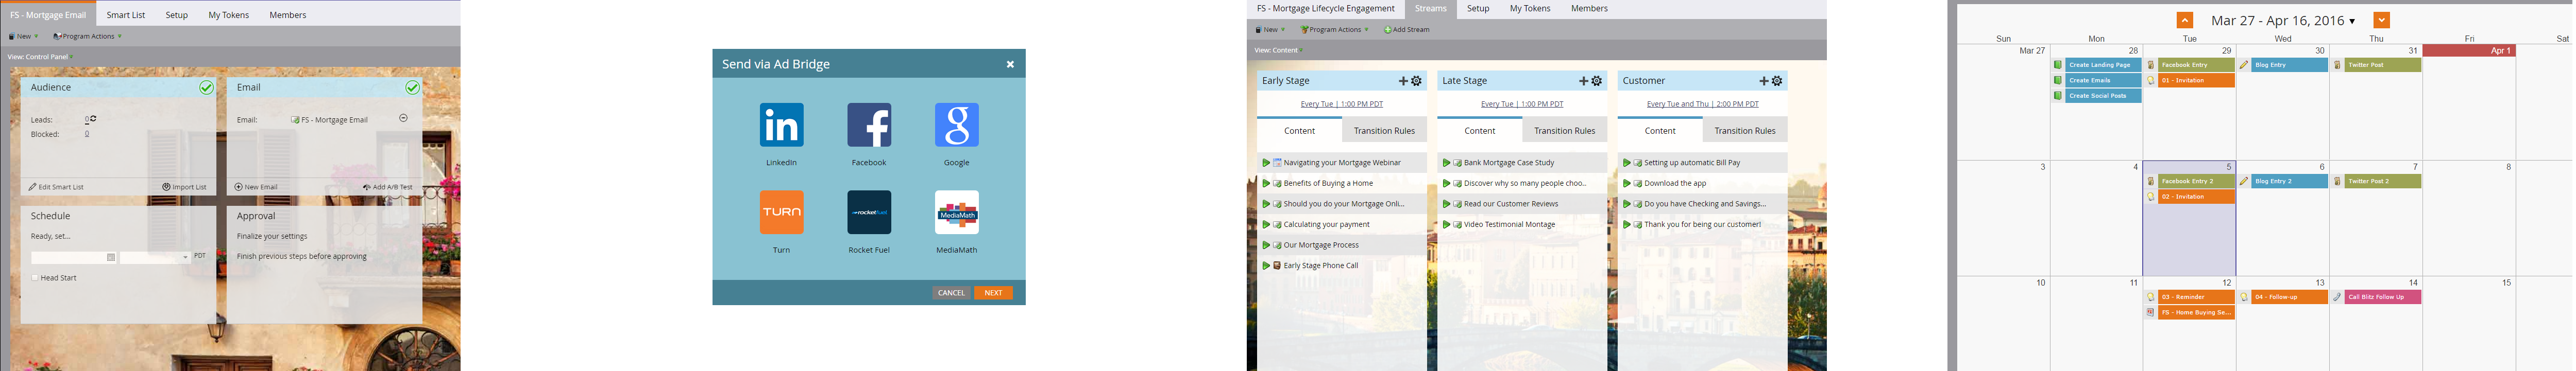 FS - Mortgage Email Smart List Setup My Tokens Members
New Program Actions
View: Control Panel
Audience
Leads: 0
Blocked: 0
Edit Smart List Import List
Email
Email: FS - Mortgage Email
New Email Add A/B Test
Schedule
Ready, set...
PDT
Head Start
Approval
Finalize your settings
Finish previous steps before approving
Send via Ad Bridge
LinkedIn Facebook Google
TURN rocketfuel MediaMath
Turn Rocket Fuel MediaMath
CANCEL NEXT
FS - Mortgage Lifecycle Engagement Streams Setup My Tokens Members
New Program Actions Add Stream
View: Content
Early Stage
Every Tue | 1:00 PM PDT
Content Transition Rules
Navigating your Mortgage Webinar
Benefits of Buying a Home
Should you do your Mortgage Onli...
Calculating your payment
Our Mortgage Process
Early Stage Phone Call
Late Stage
Every Tue | 1:00 PM PDT
Content Transition Rules
Bank Mortgage Case Study
Discover why so many people choo..
Read our Customer Reviews
Video Testimonial Montage
Customer
Every Tue and Thu | 2:00 PM PDT
Content Transition Rules
Setting up automatic Bill Pay
Download the app
Do you have Checking and Savings...
Thank you for being our customer!
Mar 27 - Apr 16, 2016
Sun Mon Tue Wed Thu Fri Sat
Mar 27 28 29 30 31 Apr 1
Create Landing Page Facebook Entry Blog Entry Twitter Post
Create Emails 01 - Invitation
Create Social Posts
3 4 5 6 7 8
Facebook Entry 2 Blog Entry 2 Twitter Post 2
02 - Invitation
10 11 12 13 14 15
03 - Reminder 04 - Follow-up Call Blitz Follow Up
FS - Home Buying Se...